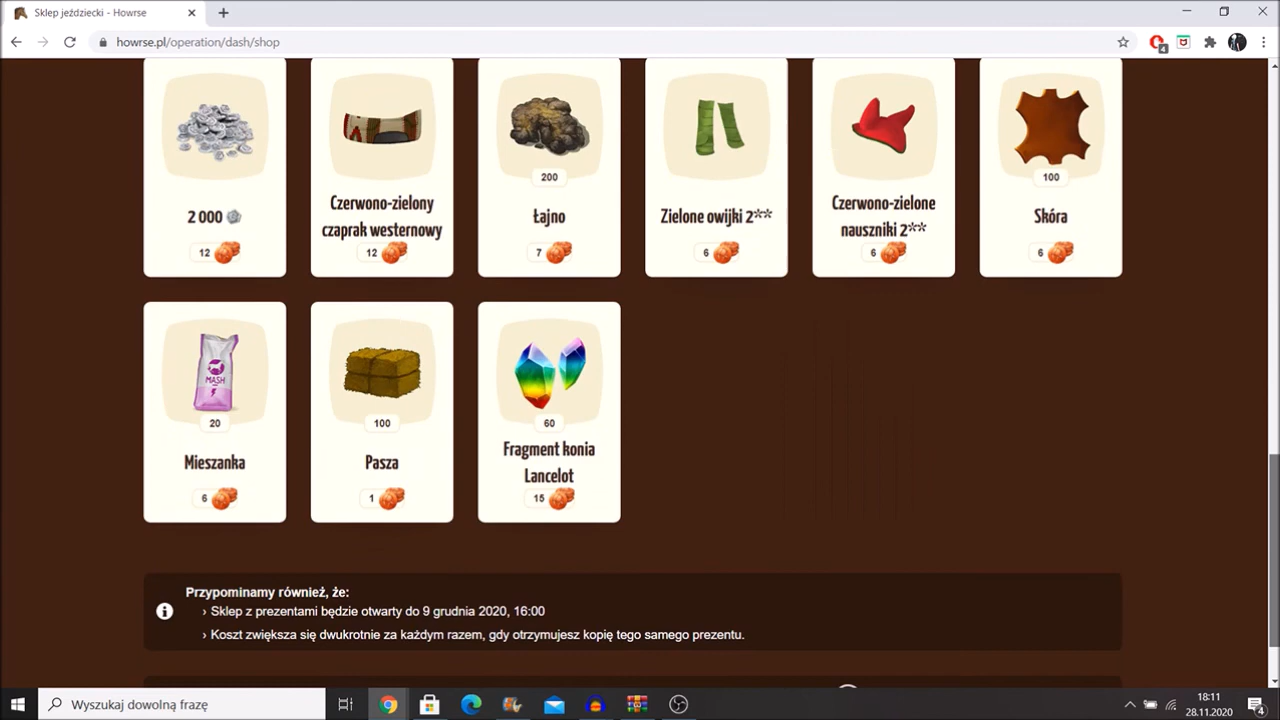 Sklep jeździecki - Howrse
howrse.pl/operation/dash/shop
4
2 000
12
Czerwono-zielony
czaprak westernowy
12
200
Łajno
7
Zielone owijki 2**
6
Czerwono-zielone
nauszniki 2**
6
100
Skóra
6
MASH
20
Mieszanka
6
100
Pasza
1
60
Fragment konia
Lancelot
15
Przypominamy również, że:
› Sklep z prezentami będzie otwarty do 9 grudnia 2020, 16:00
› Koszt zwiększa się dwukrotnie za każdym razem, gdy otrzymujesz kopię tego samego prezentu.
Wyszukaj dowolną frazę
18:11
28.11.2020
4